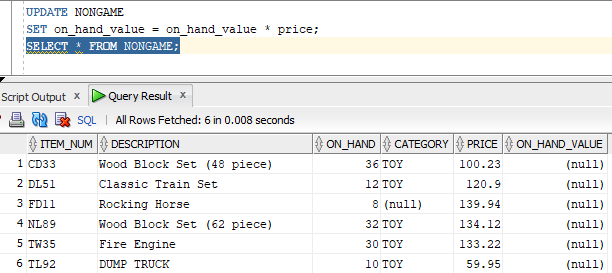 UPDATE NONGAME
SET on_hand_value = on_hand_value * price;
SELECT * FROM NONGAME;
Script Output x Query Result x
SQL | All Rows Fetched: 6 in 0.008 seconds
ITEM_NUM DESCRIPTION ON_HAND CATEGORY PRICE ON_HAND_VALUE
1 CD33 Wood Block Set (48 piece) 36 TOY 100.23 (null)
2 DL51 Classic Train Set 12 TOY 120.9 (null)
3 FD11 Rocking Horse 8 (null) 139.94 (null)
4 NL89 Wood Block Set (62 piece) 32 TOY 134.12 (null)
5 TW35 Fire Engine 30 TOY 133.22 (null)
6 TL92 DUMP TRUCK 10 TOY 59.95 (null)